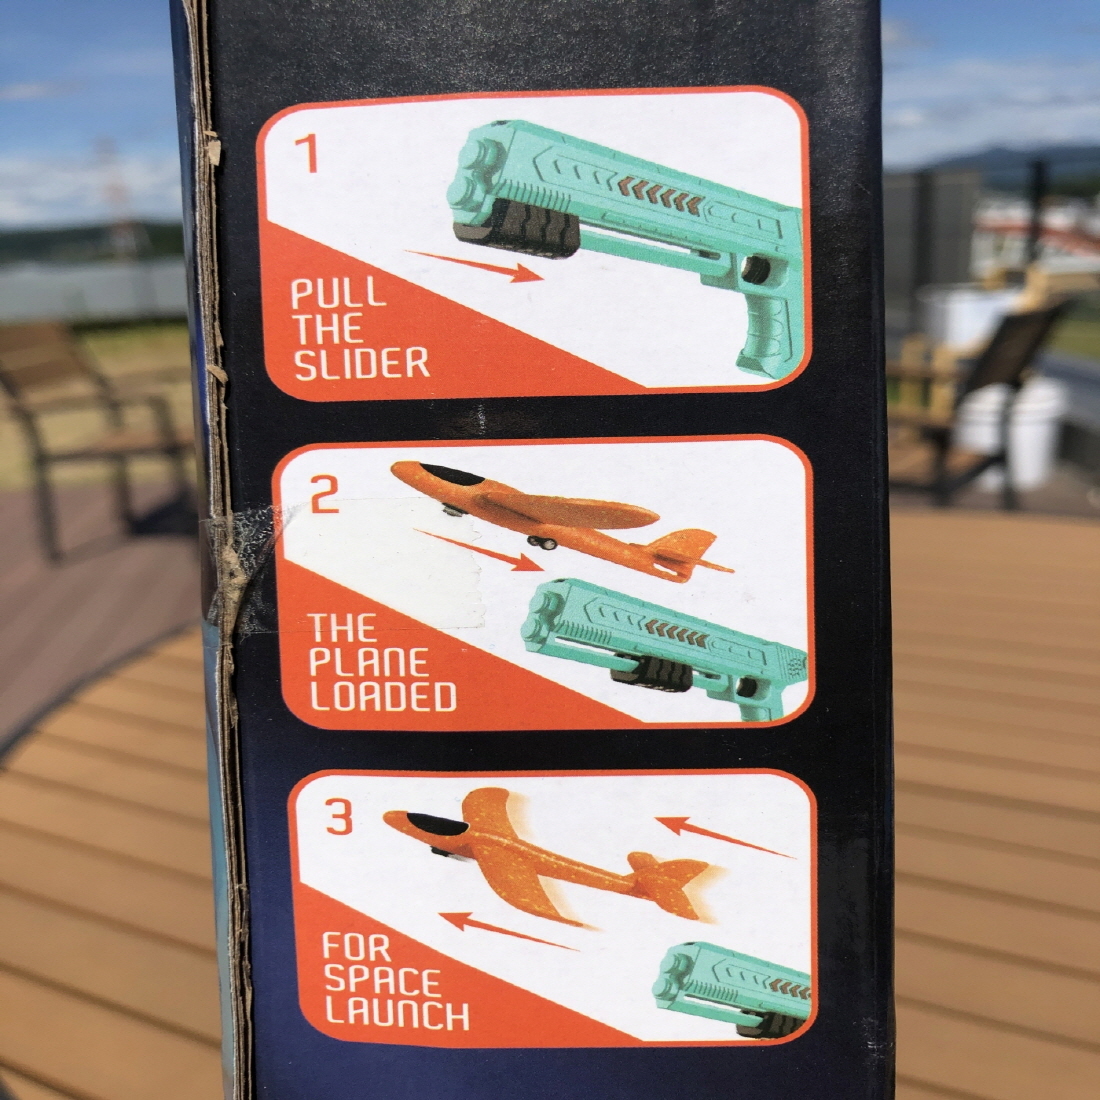 1
PULL
THE
SLIDER
2
THE
PLANE
LOADED
3
FOR
SPACE
LAUNCH